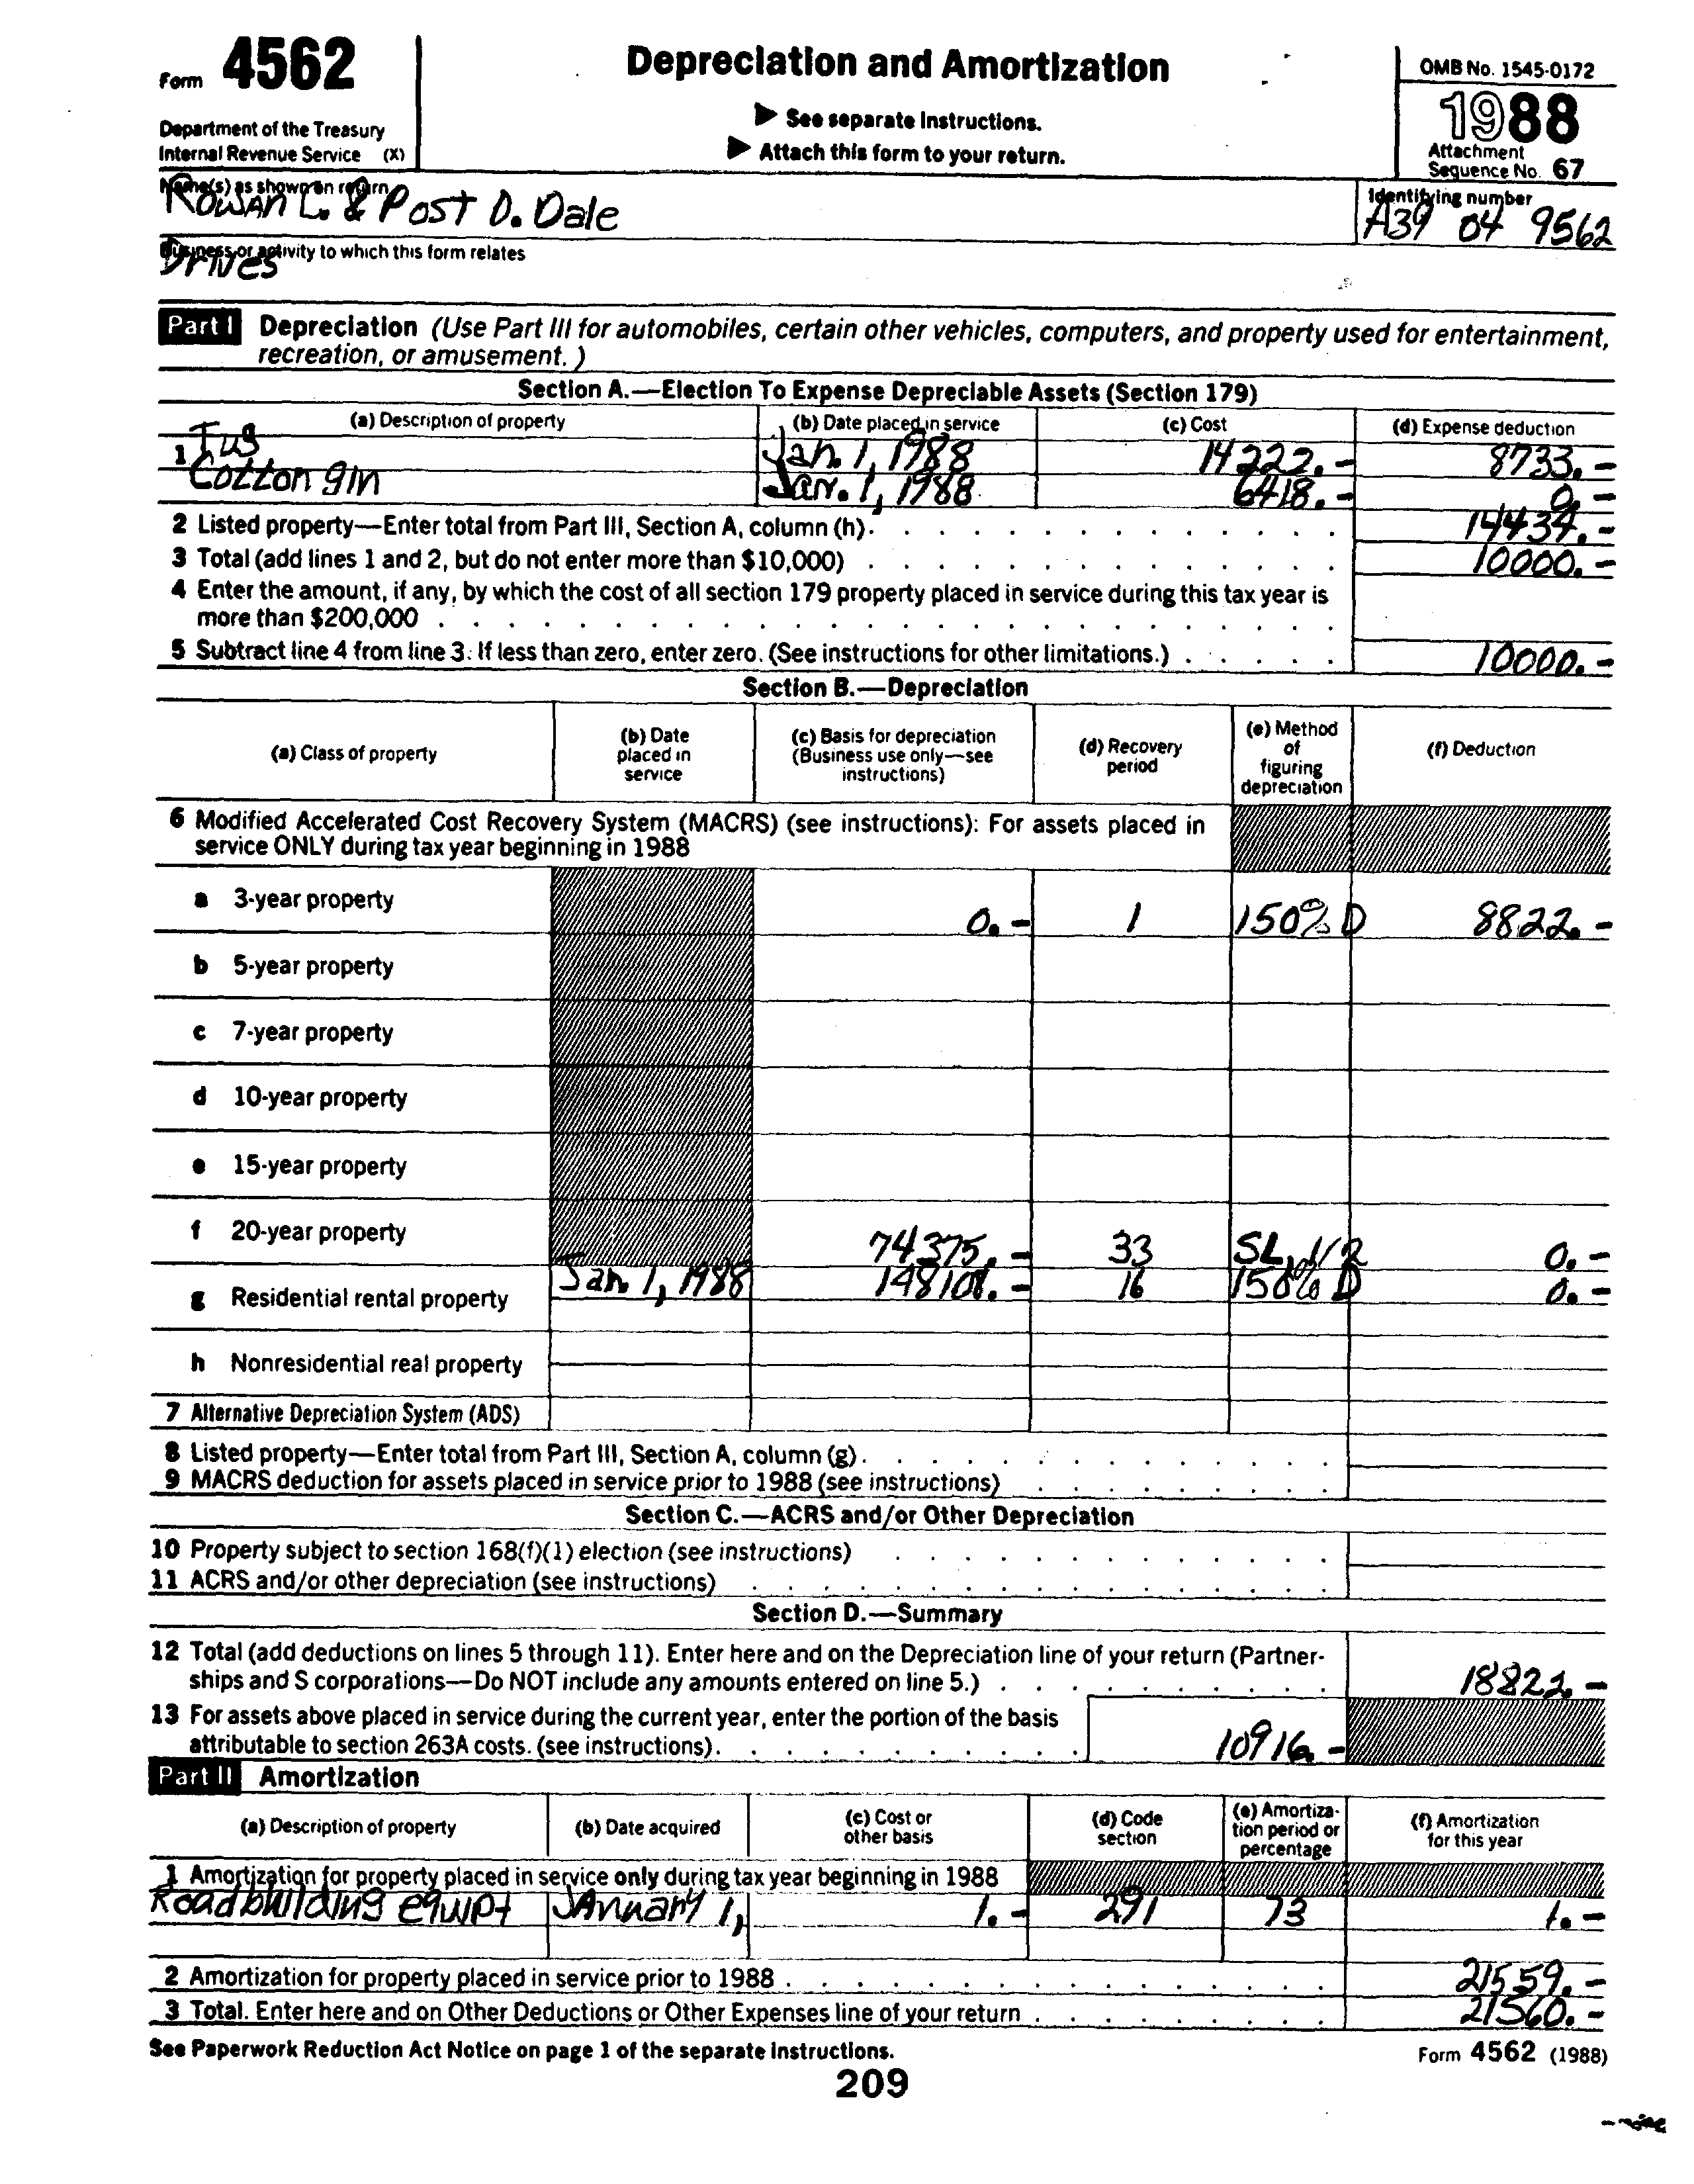 Form 4562
Department of the Treasury
Internal Revenue Service (X)
Depreciation and Amortization
▶ See separate instructions.
▶ Attach this form to your return.
OMB No. 1545-0172
1988
Attachment
Sequence No. 67
Name(s) as shown on return
Rowan L. & Post D. Dale
Identifying number
A39 04 9562
Business or activity to which this form relates
Drives
Part I Depreciation (Use Part III for automobiles, certain other vehicles, computers, and property used for entertainment,
recreation, or amusement.)
Section A.—Election To Expense Depreciable Assets (Section 179)
(a) Description of property (b) Date placed in service (c) Cost (d) Expense deduction
1 Tug Jan. 1, 1988 14222.- 8733.-
Cotton gin Jan. 1, 1988 6418.- 0.-
2 Listed property—Enter total from Part III, Section A, column (h) 14434.-
3 Total (add lines 1 and 2, but do not enter more than $10,000) 10000.-
4 Enter the amount, if any, by which the cost of all section 179 property placed in service during this tax year is
more than $200,000
5 Subtract line 4 from line 3. If less than zero, enter zero. (See instructions for other limitations.) 10000.-
Section B.—Depreciation
(a) Class of property (b) Date placed in service (c) Basis for depreciation (Business use only—see instructions) (d) Recovery period (e) Method of figuring depreciation (f) Deduction
6 Modified Accelerated Cost Recovery System (MACRS) (see instructions): For assets placed in
service ONLY during tax year beginning in 1988
a 3-year property 0.- 1 150% D 8822.-
b 5-year property
c 7-year property
d 10-year property
e 15-year property
f 20-year property 74375.- 33 SL, 1/2 0.-
g Residential rental property Jan. 1, 1988 148108.- 16 150% D 0.-
h Nonresidential real property
7 Alternative Depreciation System (ADS)
8 Listed property—Enter total from Part III, Section A, column (g)
9 MACRS deduction for assets placed in service prior to 1988 (see instructions)
Section C.—ACRS and/or Other Depreciation
10 Property subject to section 168(f)(1) election (see instructions)
11 ACRS and/or other depreciation (see instructions)
Section D.—Summary
12 Total (add deductions on lines 5 through 11). Enter here and on the Depreciation line of your return (Partner-
ships and S corporations—Do NOT include any amounts entered on line 5.) 18822.-
13 For assets above placed in service during the current year, enter the portion of the basis
attributable to section 263A costs. (see instructions) 10916.-
Part II Amortization
(a) Description of property (b) Date acquired (c) Cost or other basis (d) Code section (e) Amortiza-tion period or percentage (f) Amortization for this year
1 Amortization for property placed in service only during tax year beginning in 1988
Roadbuilding equipt January 1, 1.- 291 73 1.-
2 Amortization for property placed in service prior to 1988 21559.-
3 Total. Enter here and on Other Deductions or Other Expenses line of your return 21560.-
See Paperwork Reduction Act Notice on page 1 of the separate instructions.
Form 4562 (1988)
209